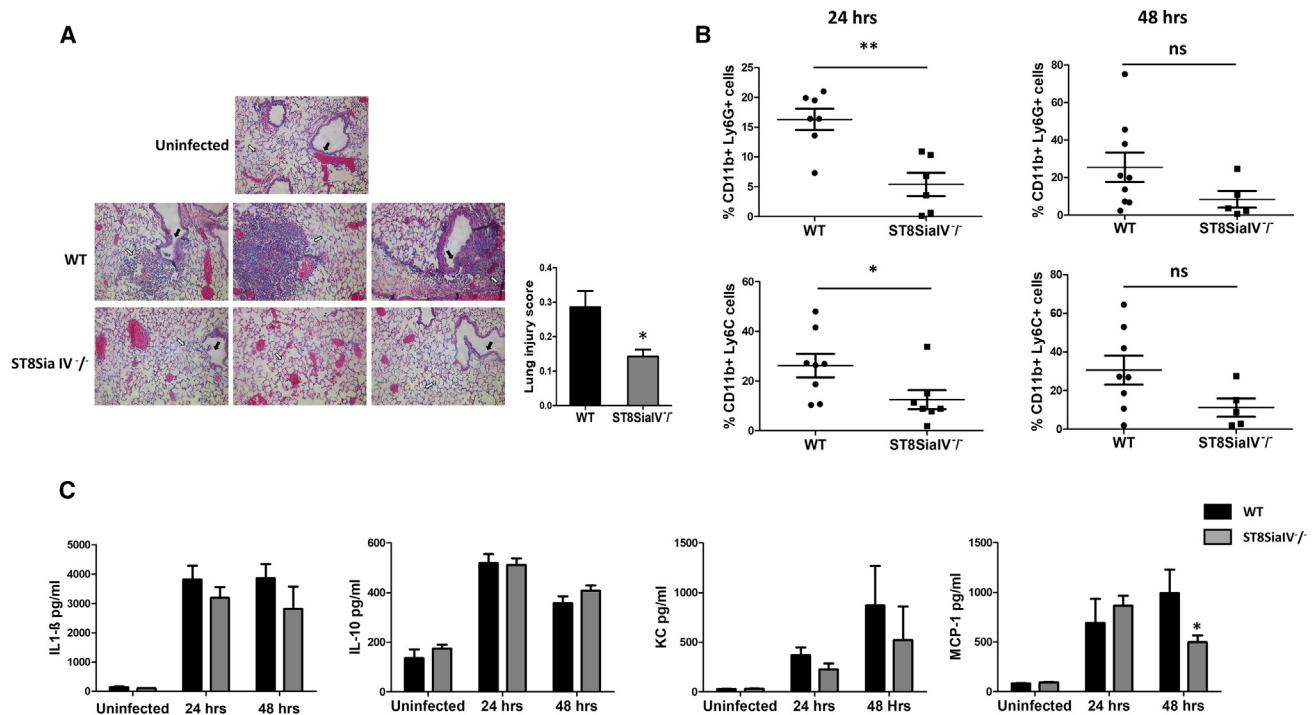 A
Uninfected
WT
ST8Sia IV -/-
Lung injury score
0.4
0.3
0.2
0.1
0.0
*
WT
ST8SiaIV-/-
B
24 hrs
48 hrs
% CD11b+ Ly6G+ cells
25
20
15
10
5
0
**
WT
ST8SiaIV-/-
% CD11b+ Ly6G+ cells
80
60
40
20
0
ns
WT
ST8SiaIV-/-
% CD11b+ Ly6C+ cells
60
40
20
0
*
WT
ST8SiaIV-/-
% CD11b+ Ly6C+ cells
80
60
40
20
0
ns
WT
ST8SiaIV-/-
C
WT
ST8SiaIV-/-
IL1-ß pg/ml
5000
4000
3000
2000
1000
0
Uninfected 24 hrs 48 hrs
IL-10 pg/ml
600
400
200
0
Uninfected 24 hrs 48 hrs
KC pg/ml
1500
1000
500
0
Uninfected 24 hrs 48 Hrs
MCP-1 pg/ml
1500
1000
500
0
*
Uninfected 24 hrs 48 hrs